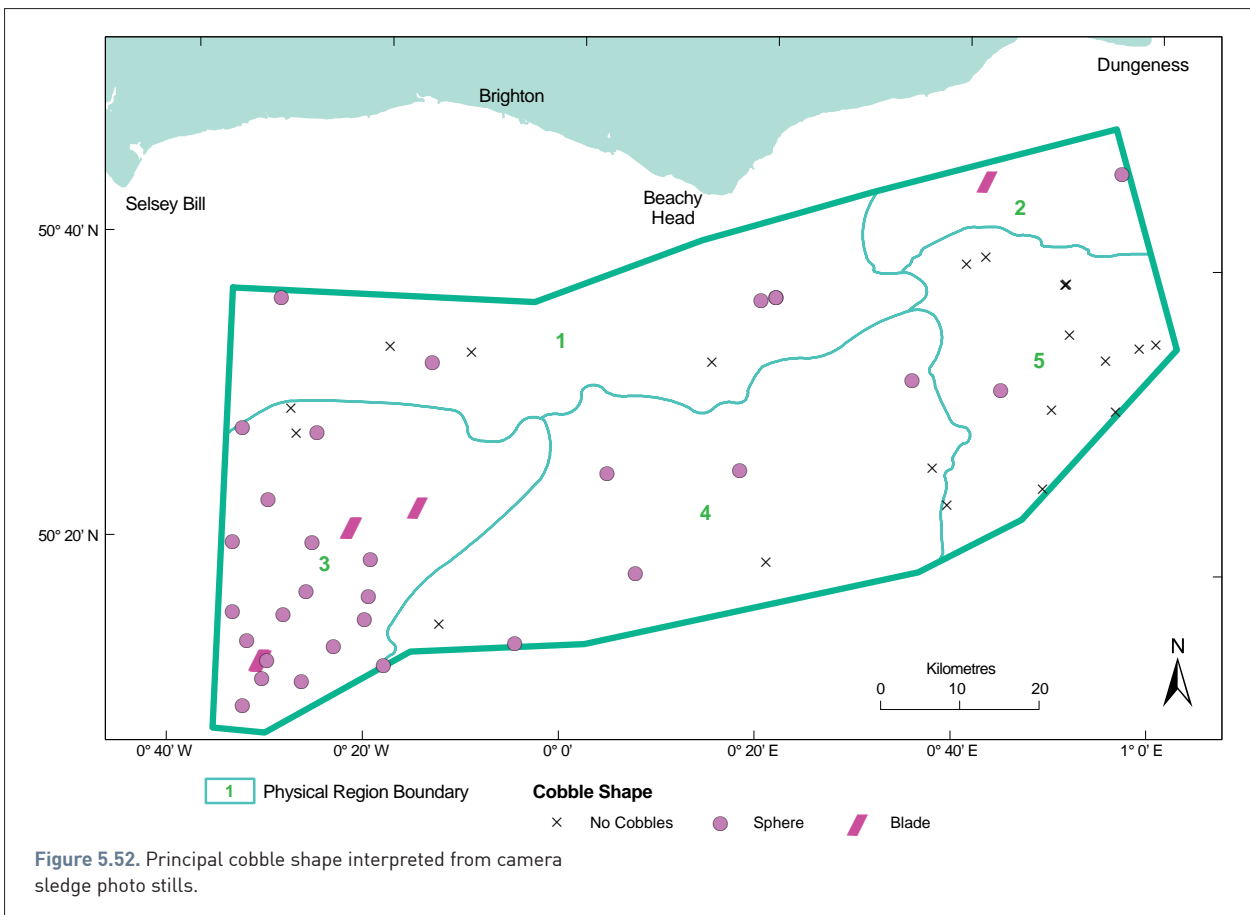 Dungeness
Brighton
Selsey Bill
Beachy
Head
50° 40' N
2
1
5
50° 20' N
4
3
N
Kilometres
0 10 20
0° 40' W 0° 20' W 0° 0' 0° 20' E 0° 40' E 1° 0' E
1 Physical Region Boundary
Cobble Shape
No Cobbles Sphere Blade
Figure 5.52. Principal cobble shape interpreted from camera
sledge photo stills.